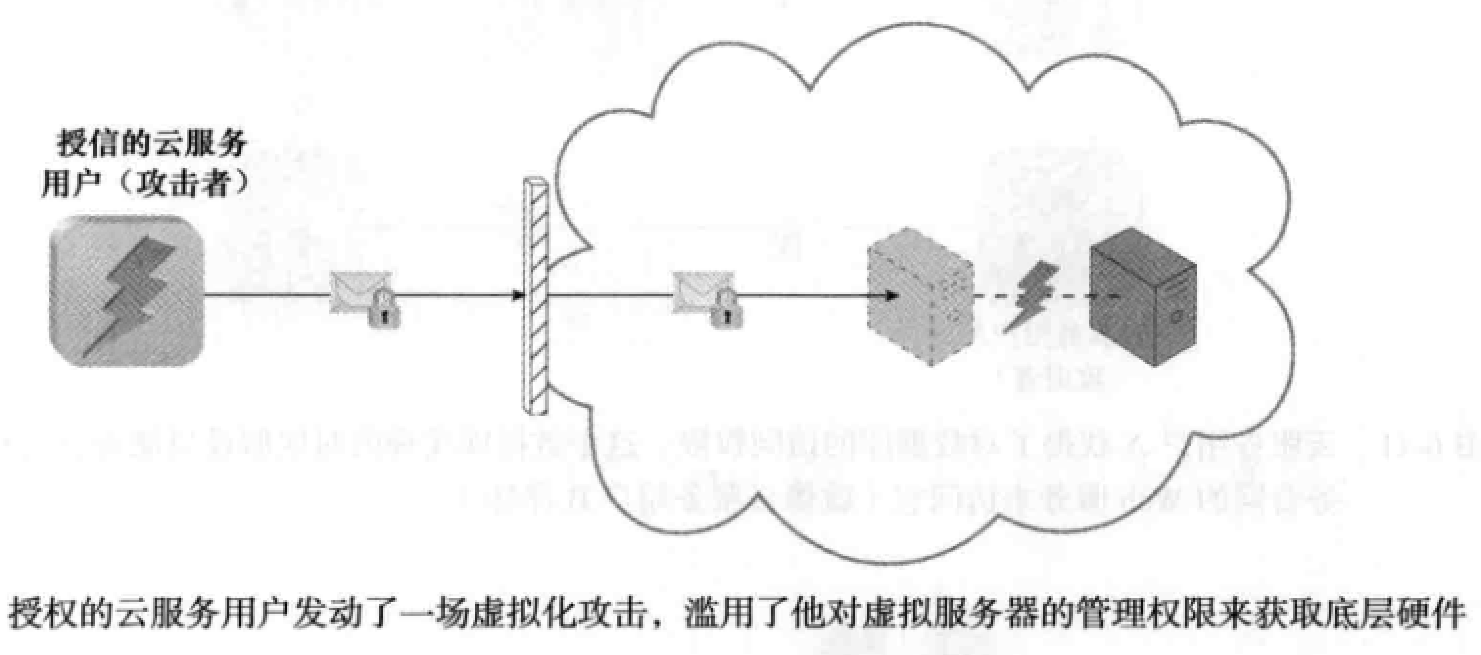 授信的云服务
用户（攻击者）
授权的云服务用户发动了一场虚拟化攻击，滥用了他对虚拟服务器的管理权限来获取底层硬件